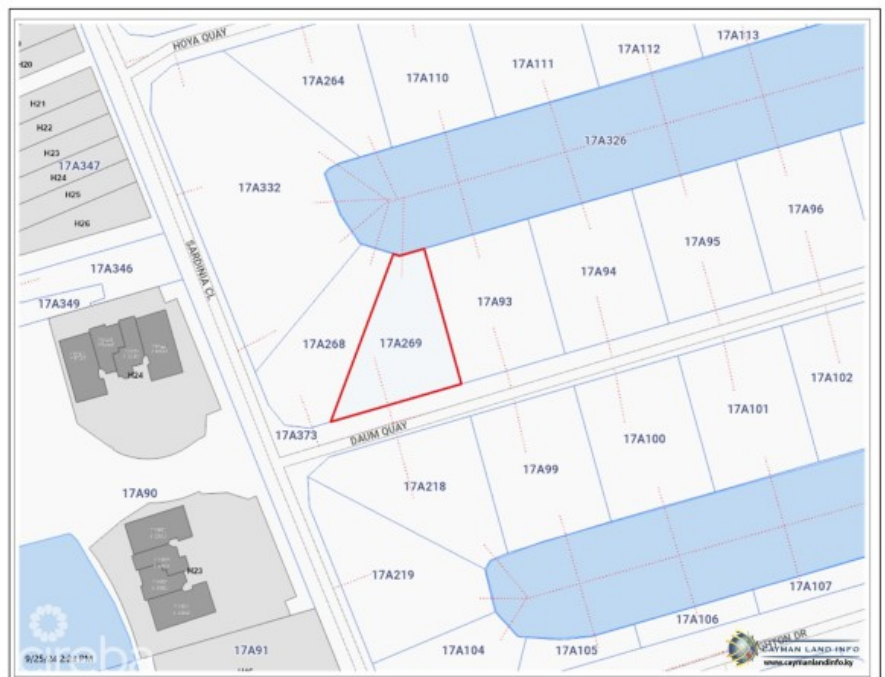 HOYA QUAY
17A264
17A110
17A111
17A112
17A113
H20
H21
H22
H23
17A347
H24
H25
H26
17A332
17A326
17A96
17A95
17A94
17A93
SARDINIA CL
17A346
17A349
17A268
17A269
H24
17A373
DAUM QUAY
17A102
17A101
17A100
17A99
17A218
17A90
H23
17A219
17A107
17A106
17A105
17A104
17A91
CAYMAN LAND INFO
www.caymanlandinfo.ky